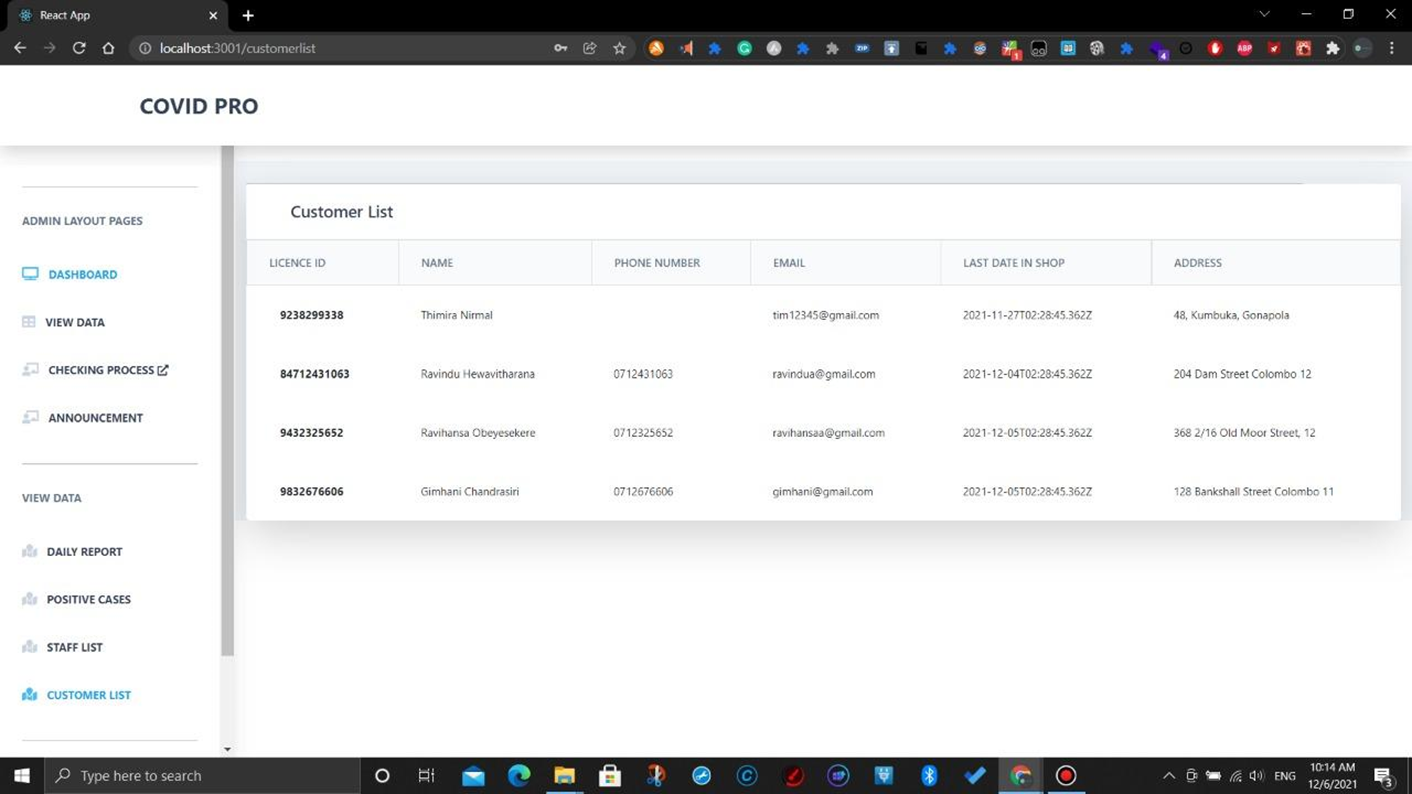 React App
localhost:3001/customerlist
ZIP
1
4
ABP
COVID PRO
ADMIN LAYOUT PAGES
DASHBOARD
VIEW DATA
CHECKING PROCESS
ANNOUNCEMENT
VIEW DATA
DAILY REPORT
POSITIVE CASES
STAFF LIST
CUSTOMER LIST
Customer List
LICENCE ID NAME PHONE NUMBER EMAIL LAST DATE IN SHOP ADDRESS
9238299338 Thimira Nirmal tim12345@gmail.com 2021-11-27T02:28:45.362Z 48, Kumbuka, Gonapola
84712431063 Ravindu Hewavitharana 0712431063 ravindua@gmail.com 2021-12-04T02:28:45.362Z 204 Dam Street Colombo 12
9432325652 Ravihansa Obeyesekere 0712325652 ravihansaa@gmail.com 2021-12-05T02:28:45.362Z 368 2/16 Old Moor Street, 12
9832676606 Gimhani Chandrasiri 0712676606 gimhani@gmail.com 2021-12-05T02:28:45.362Z 128 Bankshall Street Colombo 11
Type here to search
ENG
10:14 AM
12/6/2021
3